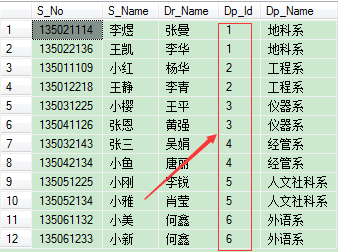 S_No S_Name Dr_Name Dp_Id Dp_Name
1 135021114 李煜 张曼 1 地科系
2 135022136 王凯 李华 1 地科系
3 135011109 小红 杨华 2 工程系
4 135012218 王静 李青 2 工程系
5 135031225 小樱 王平 3 仪器系
6 135041126 张恩 黄强 3 仪器系
7 135032143 张三 吴娟 4 经管系
8 135042134 小鱼 唐丽 4 经管系
9 135051225 小刚 李锐 5 人文社科系
10 135052134 小雅 肖莹 5 人文社科系
11 135061132 小美 何鑫 6 外语系
12 135061233 小新 何鑫 6 外语系